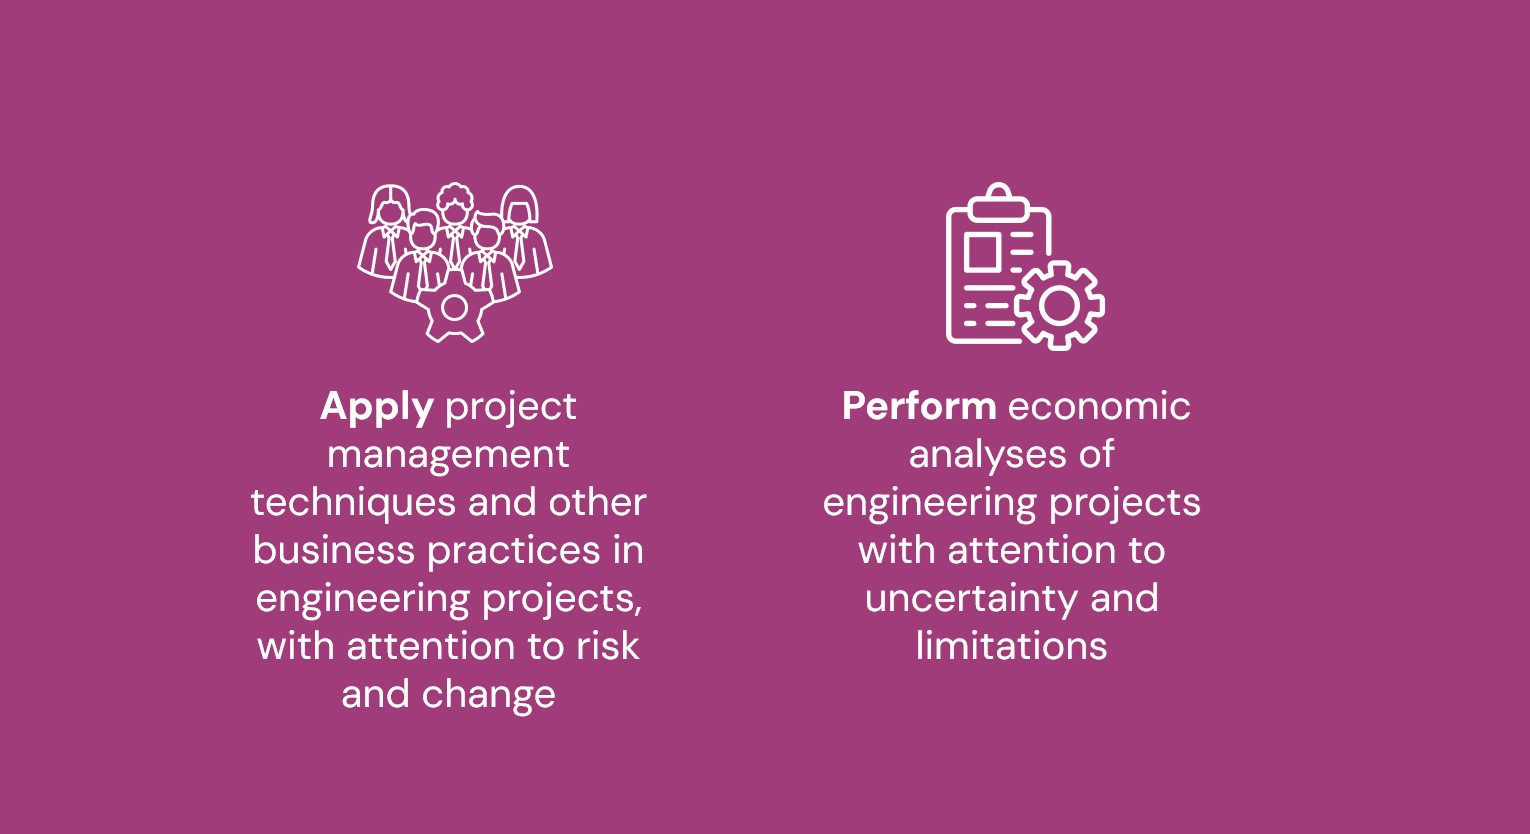 Apply project
management
techniques and other
business practices in
engineering projects,
with attention to risk
and change
Perform economic
analyses of
engineering projects
with attention to
uncertainty and
limitations